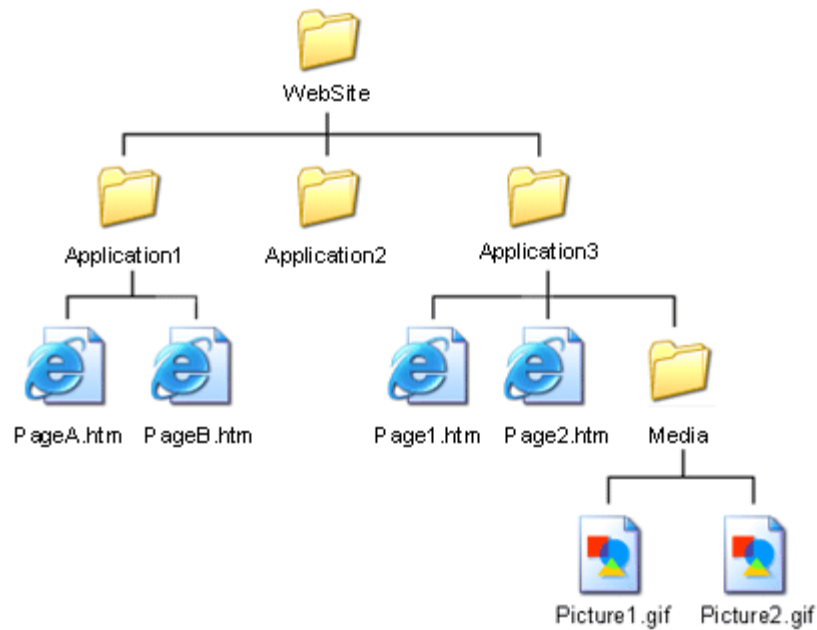 WebSite
Application1
Application2
Application3
PageA.htm
PageB.htm
Page1.htm
Page2.htm
Media
Picture1.gif
Picture2.gif